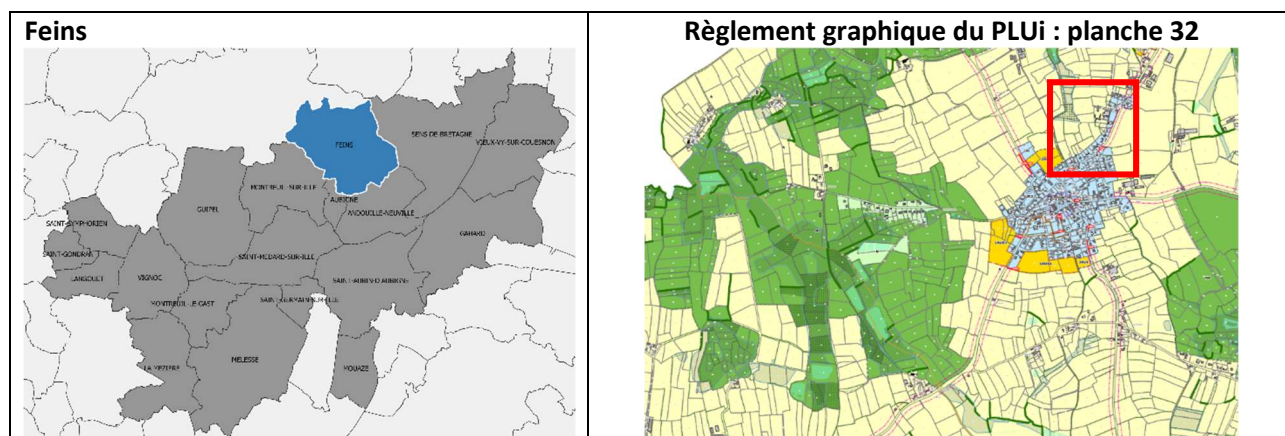 Feins
Règlement graphique du PLUi : planche 32
FEINS
SENS DE BRETAGNE
VIEUX-VY-SUR-COUESNON
MONTREUIL-SUR-ILLE
AUBIGNE
ANDOUILLE-NEUVILLE
GUIPEL
SAINT-SYMPHORIEN
GAHARD
SAINT-GONDRAN
SAINT-MEDARD-SUR-ILLE
LANGOUET
VIGNOC
SAINT-AUBIN-D'AUBIGNE
MONTREUIL-LE-GAST
SAINT-GERMAIN-SUR-ILLE
MELESSE
LA MEZIERE
MOUAZE